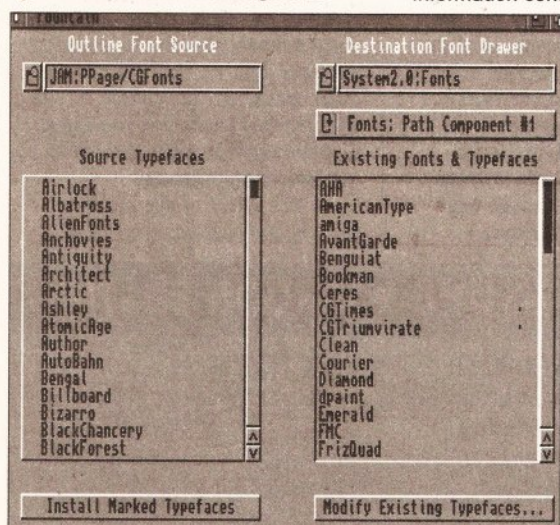 Fountain
Outline Font Source
JAM:PPage/CGFonts
Source Typefaces
Airlock
Albatross
AlienFonts
Anchovies
Antiguity
Architect
Arctic
Ashley
AtomicAge
Author
AutoBahn
Bengal
Billboard
Bizarro
BlackChancery
BlackForest
Install Marked Typefaces
Destination Font Drawer
System2.0:Fonts
Fonts: Path Component #1
Existing Fonts & Typefaces
AHA
AmericanType
amiga
AvantGarde
Benguiat
Bookman
Ceres
CGTimes
CGTriumvirate
Clean
Courier
Diamond
dpaint
Emerald
FMC
FrizQuad
Modify Existing Typefaces...